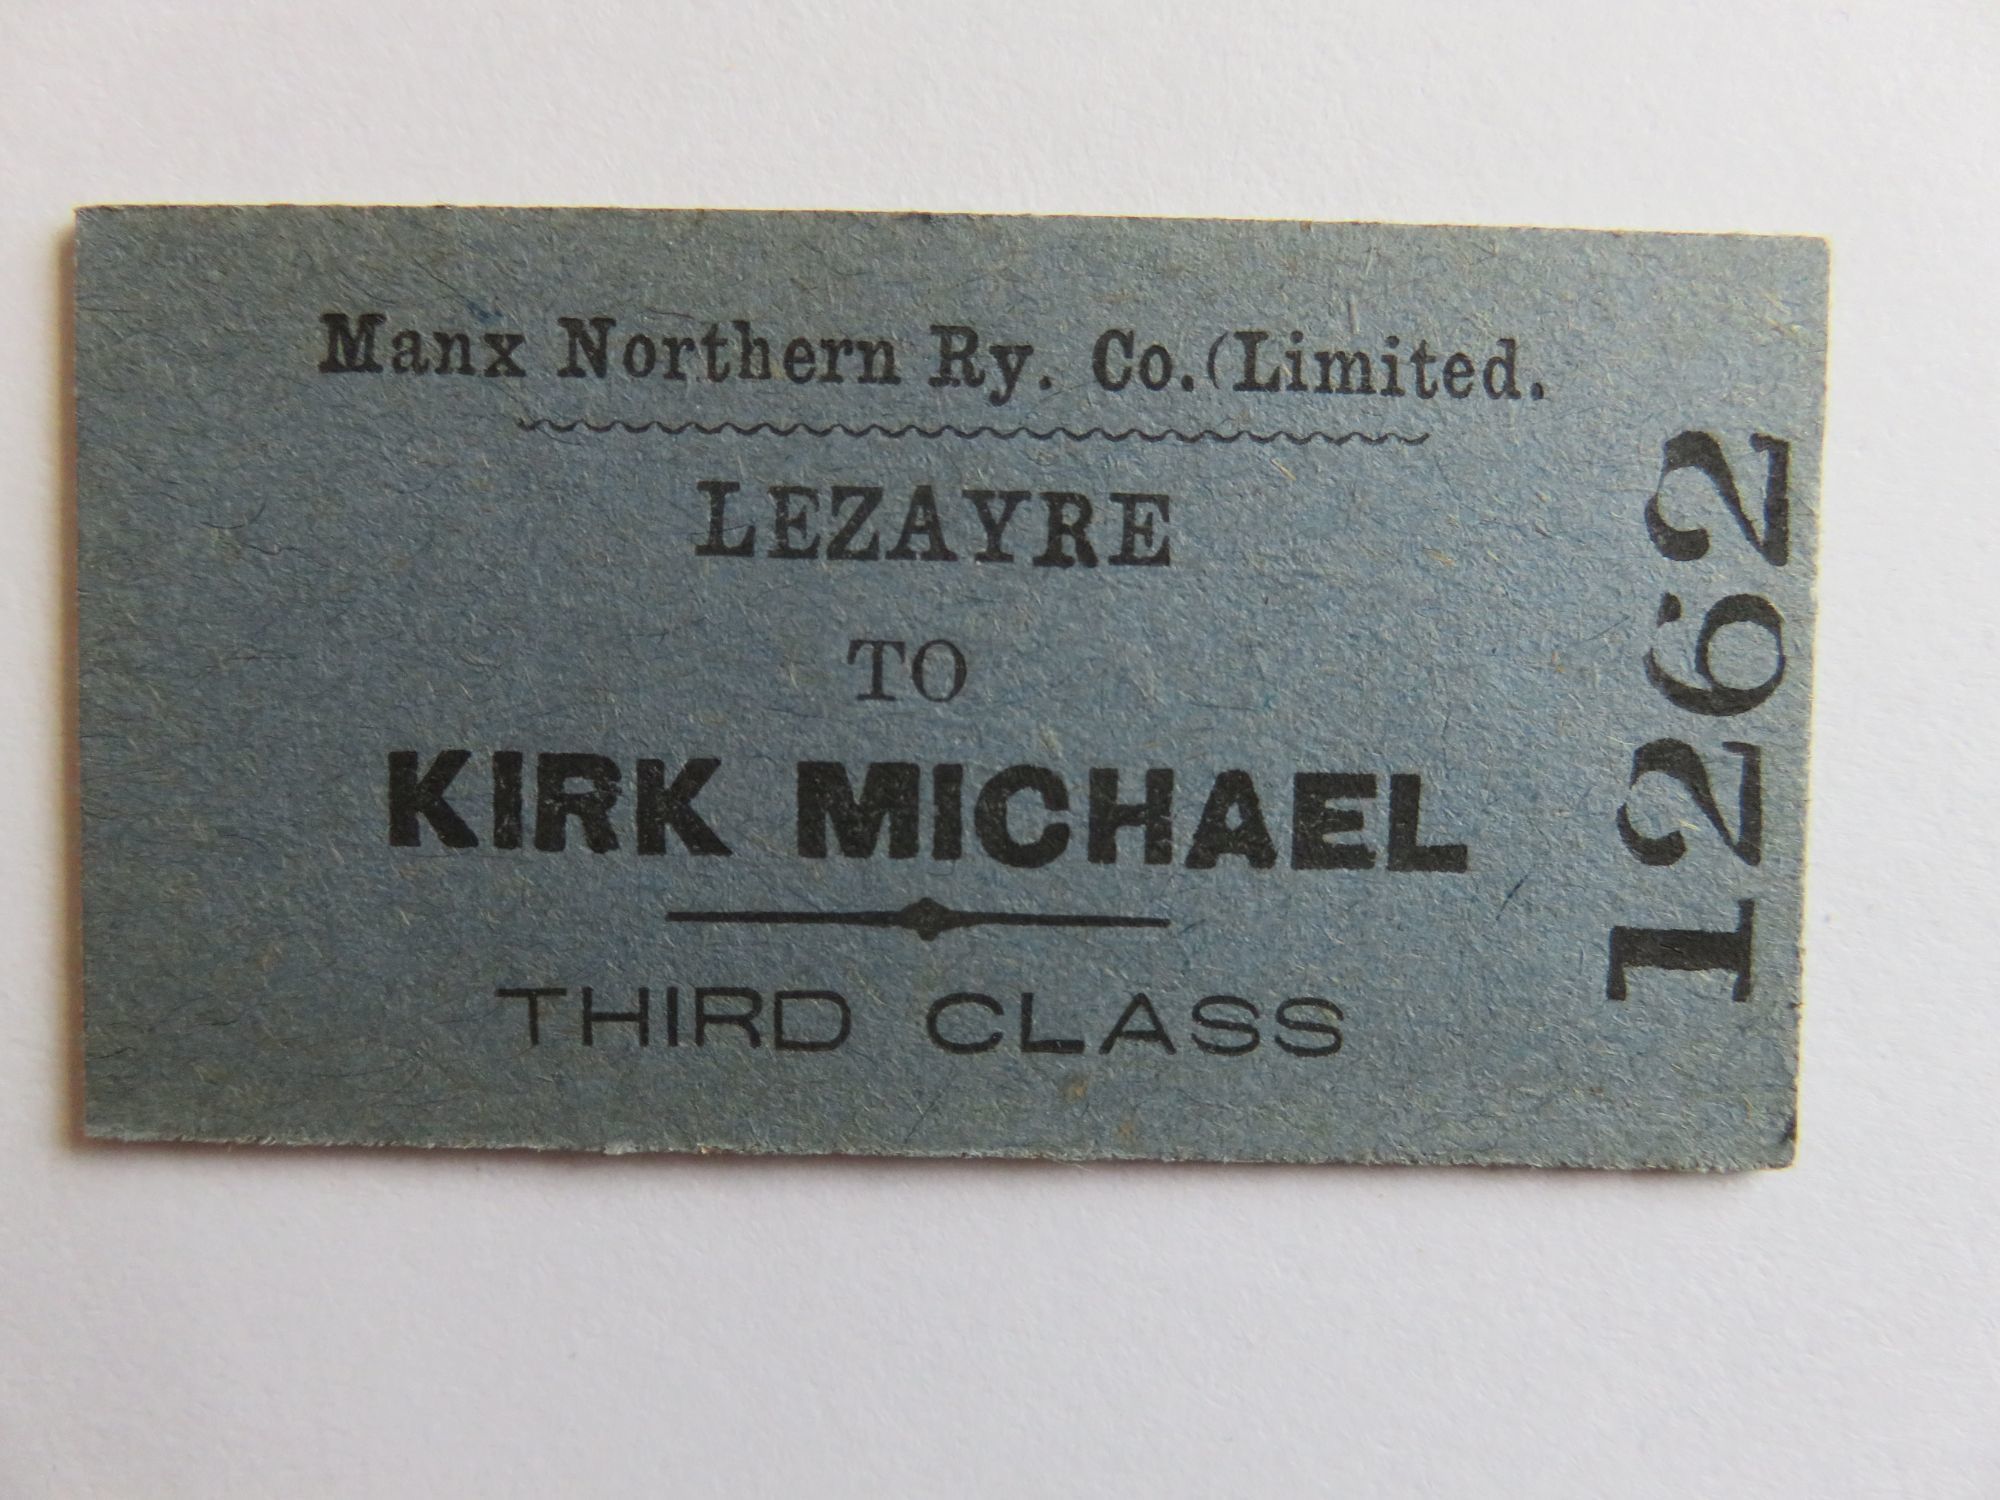 Manx Northern Ry. Co. (Limited.
LEZAYRE
TO
KIRK MICHAEL
THIRD CLASS
1262